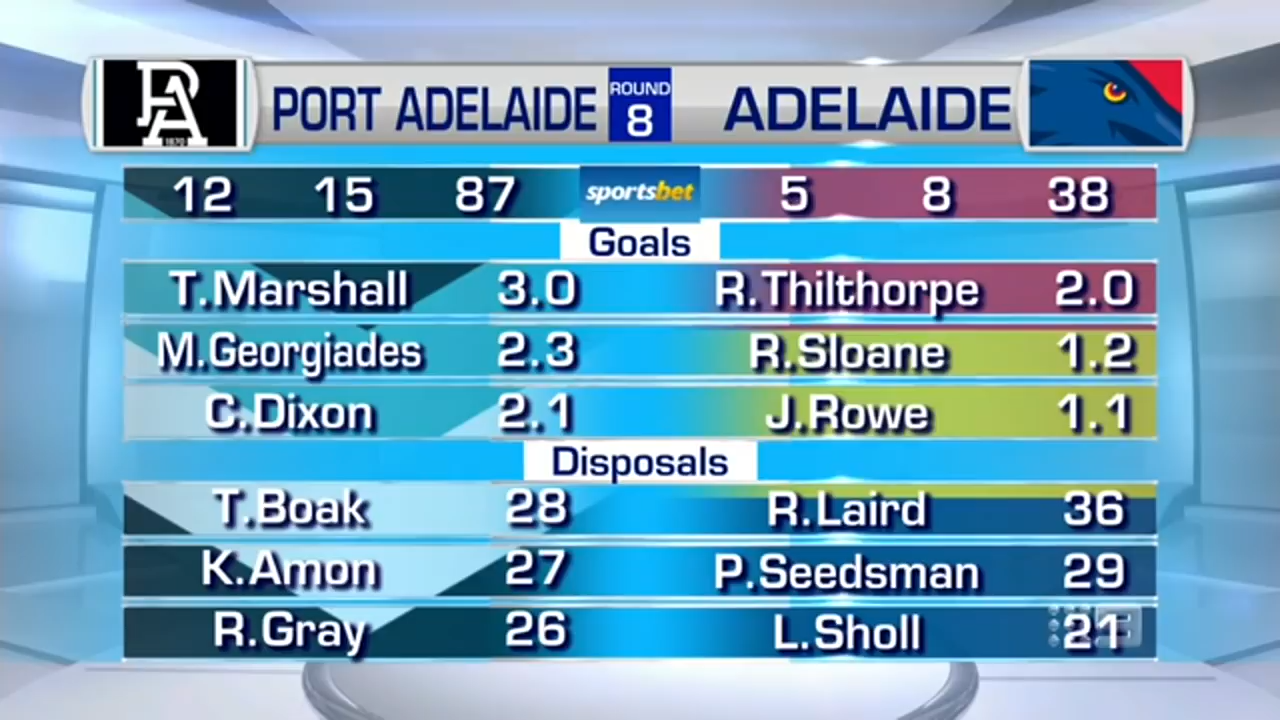 PA
1870
PORT ADELAIDE ROUND 8 ADELAIDE
12 15 87 sportsbet 5 8 38
Goals
T.Marshall 3.0 R.Thilthorpe 2.0
M.Georgiades 2.3 R.Sloane 1.2
C.Dixon 2.1 J.Rowe 1.1
Disposals
T.Boak 28 R.Laird 36
K.Amon 27 P.Seedsman 29
R.Gray 26 L.Sholl 21